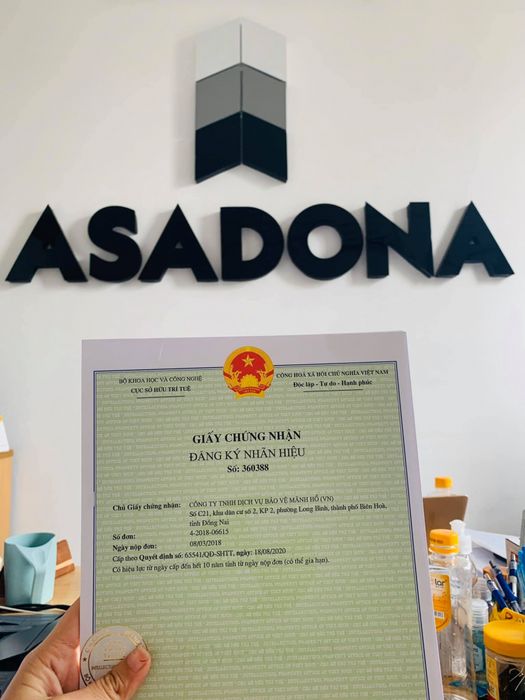 ASADONA
BỘ KHOA HỌC VÀ CÔNG NGHỆ
CỤC SỞ HỮU TRÍ TUỆ
CỘNG HOÀ XÃ HỘI CHỦ NGHĨA VIỆT NAM
Độc lập - Tự do - Hạnh phúc
GIẤY CHỨNG NHẬN
ĐĂNG KÝ NHÃN HIỆU
Số: 360388
Chủ Giấy chứng nhận: CÔNG TY TNHH DỊCH VỤ BẢO VỆ MÃNH HỔ (VN)
Số C21, khu dân cư số 2, KP 2, phường Long Bình, thành phố Biên Hoà,
tỉnh Đồng Nai
Số đơn: 4-2018-06615
Ngày nộp đơn: 08/03/2018
Cấp theo Quyết định số: 65541/QĐ-SHTT, ngày: 18/08/2020
Có hiệu lực từ ngày cấp đến hết 10 năm tính từ ngày nộp đơn (có thể gia hạn).